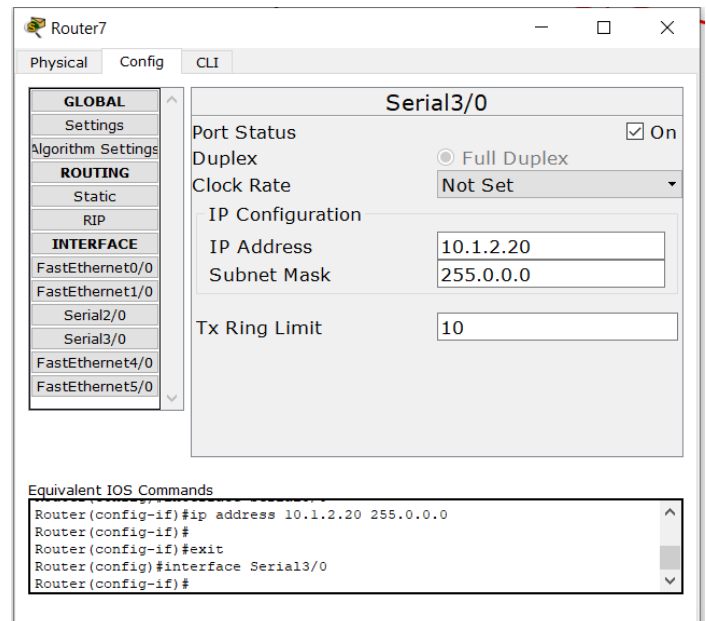 Router7
Physical Config CLI
GLOBAL
Settings
Algorithm Settings
ROUTING
Static
RIP
INTERFACE
FastEthernet0/0
FastEthernet1/0
Serial2/0
Serial3/0
FastEthernet4/0
FastEthernet5/0
Serial3/0
Port Status On
Duplex Full Duplex
Clock Rate Not Set
IP Configuration
IP Address 10.1.2.20
Subnet Mask 255.0.0.0
Tx Ring Limit 10
Equivalent IOS Commands
Router(config-if)#ip address 10.1.2.20 255.0.0.0
Router(config-if)#
Router(config-if)#exit
Router(config)#interface Serial3/0
Router(config-if)#